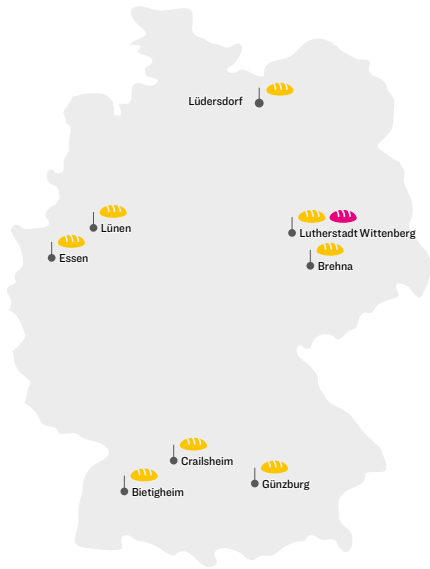 Lüdersdorf
Lünen
Lutherstadt Wittenberg
Essen
Brehna
Crailsheim
Günzburg
Bietigheim